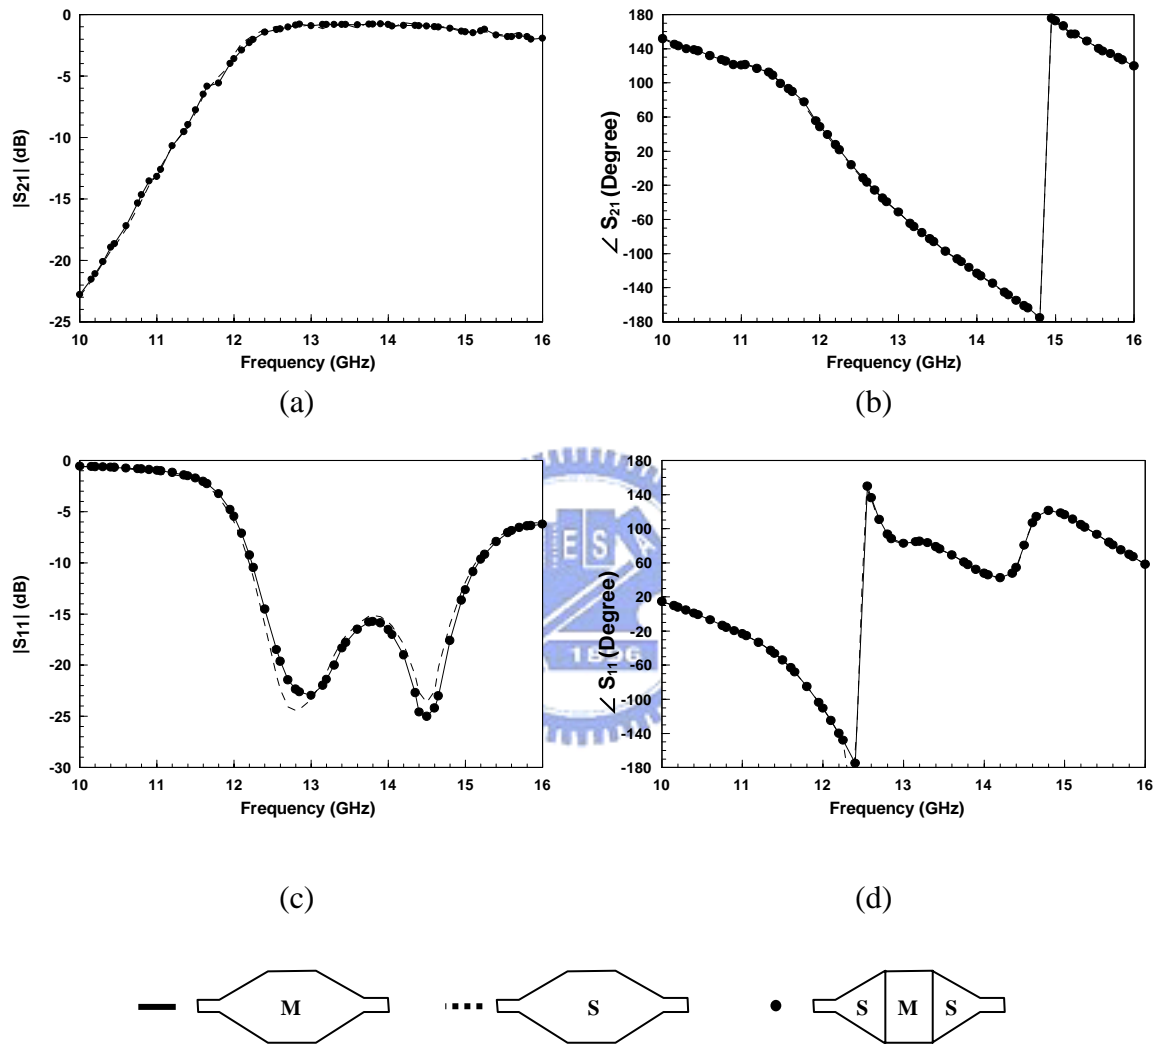 0
-5
-10
-15
-20
-25
|S21| (dB)
10 11 12 13 14 15 16
Frequency (GHz)
(a)
180
140
100
60
20
-20
-60
-100
-140
-180
∠ S21 (Degree)
10 11 12 13 14 15 16
Frequency (GHz)
(b)
0
-5
-10
-15
-20
-25
-30
|S11| (dB)
10 11 12 13 14 15 16
Frequency (GHz)
(c)
180
140
100
60
20
-20
-60
-100
-140
-180
∠ S11 (Degree)
10 11 12 13 14 15 16
Frequency (GHz)
(d)
E S A
1896
M
S
S M S